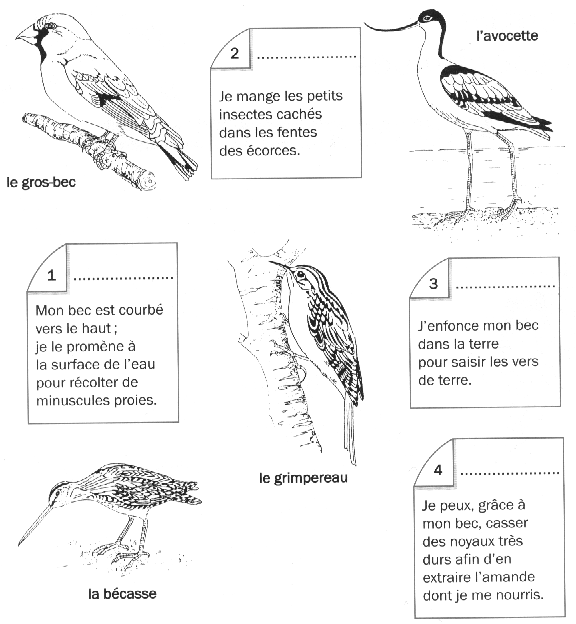 l'avocette
2 ........................
Je mange les petits
insectes cachés
dans les fentes
des écorces.
le gros-bec
1 ........................
Mon bec est courbé
vers le haut ;
je le promène à
la surface de l'eau
pour récolter de
minuscules proies.
3 ........................
J'enfonce mon bec
dans la terre
pour saisir les vers
de terre.
le grimpereau
4 ........................
Je peux, grâce à
mon bec, casser
des noyaux très
durs afin d'en
extraire l'amande
dont je me nourris.
la bécasse